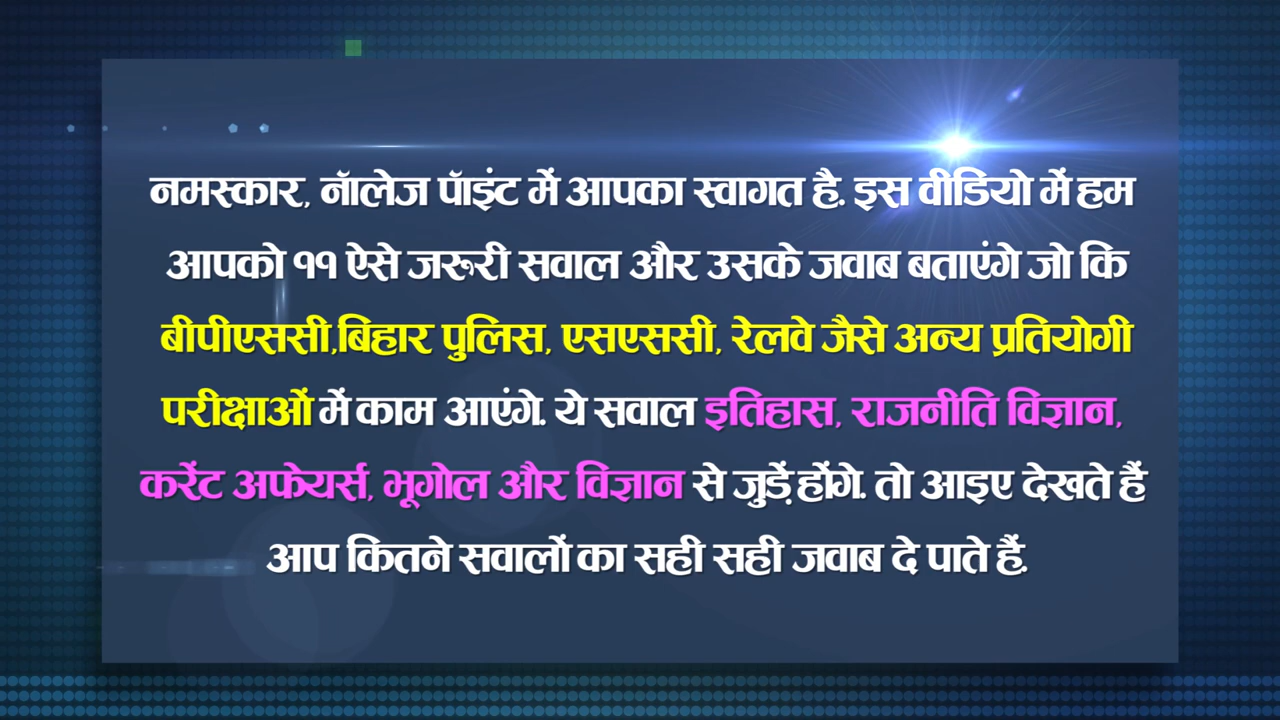 नमस्कार, नॉलेज पॉइंट में आपका स्वागत है. इस वीडियो में हम
आपको ११ ऐसे जरूरी सवाल और उसके जवाब बताएंगे जो कि
बीपीएससी,बिहार पुलिस, एसएससी, रेलवे जैसे अन्य प्रतियोगी
परीक्षाओं में काम आएंगे. ये सवाल इतिहास, राजनीति विज्ञान,
करेंट अफेयर्स, भूगोल और विज्ञान से जुड़ें होंगे. तो आइए देखते हैं
आप कितने सवालों का सही सही जवाब दे पाते हैं.